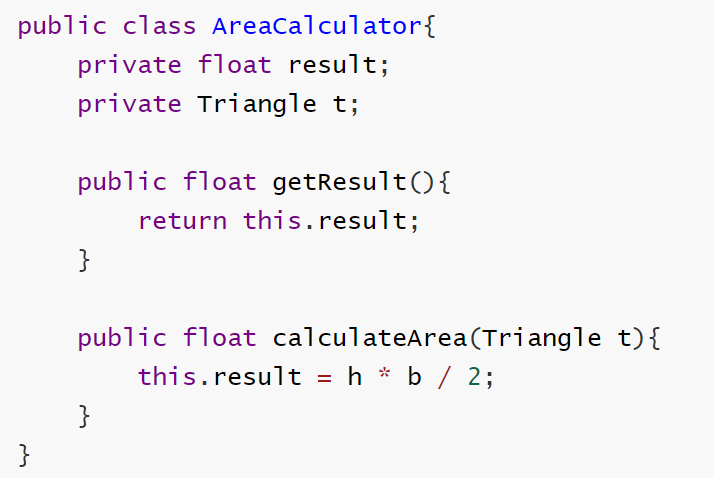 public class AreaCalculator{
    private float result;
    private Triangle t;

    public float getResult(){
        return this.result;
    }

    public float calculateArea(Triangle t){
        this.result = h * b / 2;
    }
}